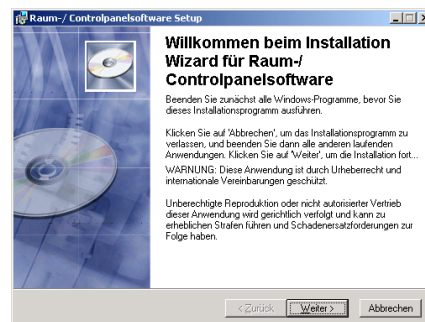 Raum-/ Controlpanelsoftware Setup
Willkommen beim Installation
Wizard für Raum-/
Controlpanelsoftware
Beenden Sie zunächst alle Windows-Programme, bevor Sie
dieses Installationsprogramm ausführen.
Klicken Sie auf 'Abbrechen', um das Installationsprogramm zu
verlassen, und beenden Sie dann alle anderen laufenden
Anwendungen. Klicken Sie auf 'Weiter', um die Installation fort...
WARNUNG: Diese Anwendung ist durch Urheberrecht und
internationale Vereinbarungen geschützt.
Unberechtigte Reproduktion oder nicht autorisierter Vertrieb
dieser Anwendung wird gerichtlich verfolgt und kann zu
erheblichen Strafen führen und Schadenersatzforderungen zur
Folge haben.
< Zurück Weiter > Abbrechen